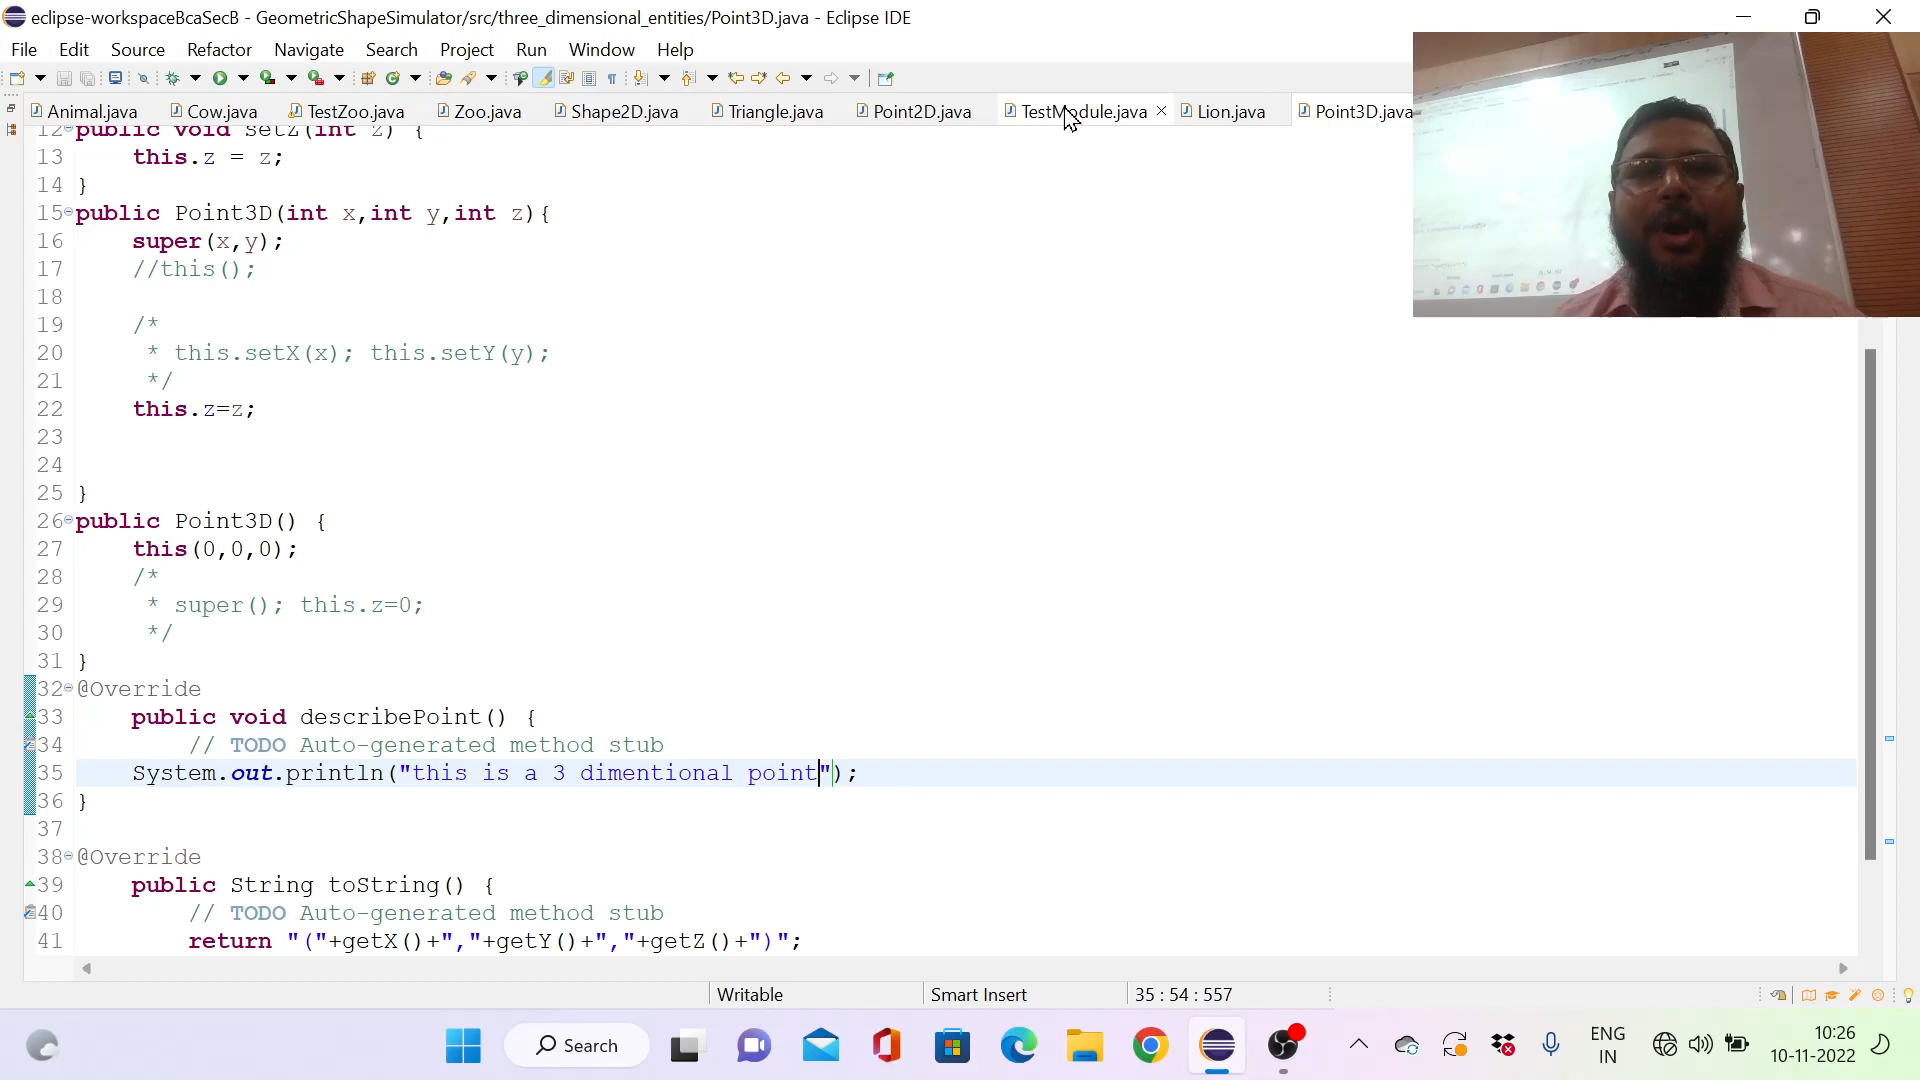 eclipse-workspaceBcaSecB - GeometricShapeSimulator/src/three_dimensional_entities/Point3D.java - Eclipse IDE
File Edit Source Refactor Navigate Search Project Run Window Help
Animal.java Cow.java TestZoo.java Zoo.java Shape2D.java Triangle.java Point2D.java TestModule.java Lion.java Point3D.java
12 public void setZ(int z) {
13 this.z = z;
14 }
15 public Point3D(int x,int y,int z){
16 super(x,y);
17 //this();
18
19 /*
20 * this.setX(x); this.setY(y);
21 */
22 this.z=z;
23
24
25 }
26 public Point3D() {
27 this(0,0,0);
28 /*
29 * super(); this.z=0;
30 */
31 }
32 @Override
33 public void describePoint() {
34 // TODO Auto-generated method stub
35 System.out.println("this is a 3 dimentional point");
36 }
37
38 @Override
39 public String toString() {
40 // TODO Auto-generated method stub
41 return "("+getX()+","+getY()+","+getZ()+")";
Writable Smart Insert 35 : 54 : 557
Search
ENG
IN
10:26
10-11-2022